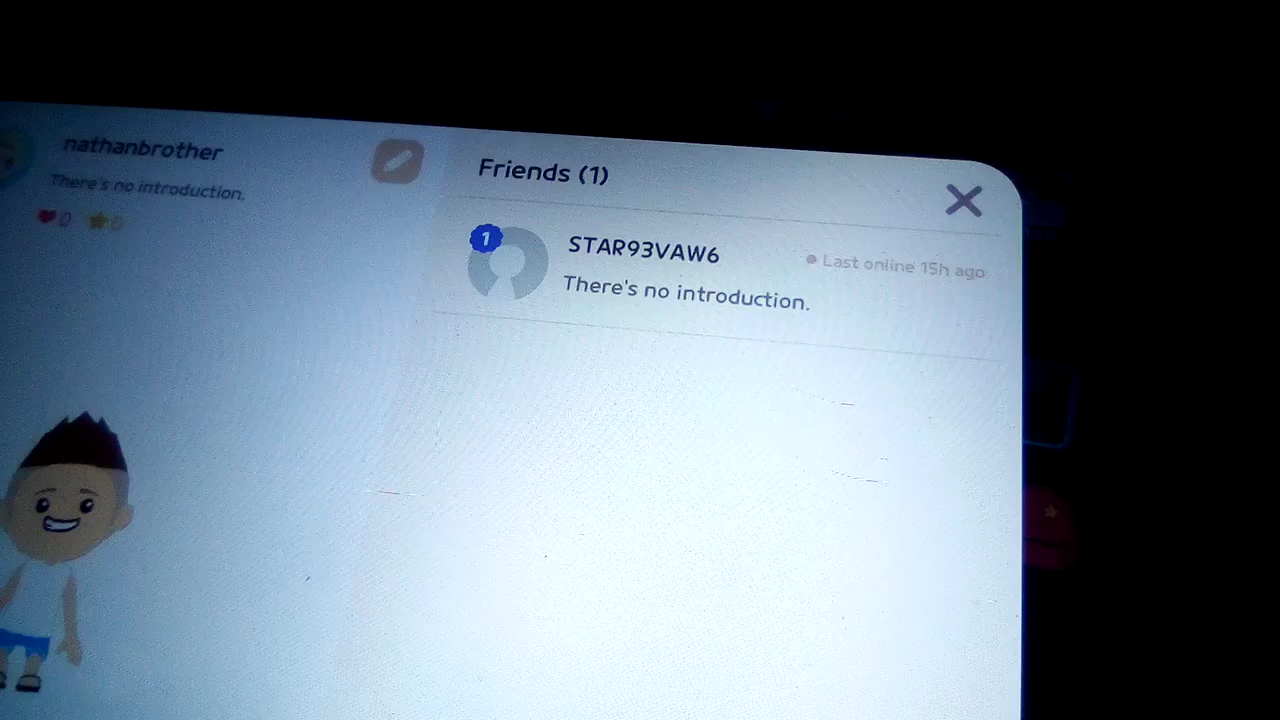 nathanbrother
There's no introduction.
0 0
Friends (1)
1
STAR93VAW6
Last online 15h ago
There's no introduction.